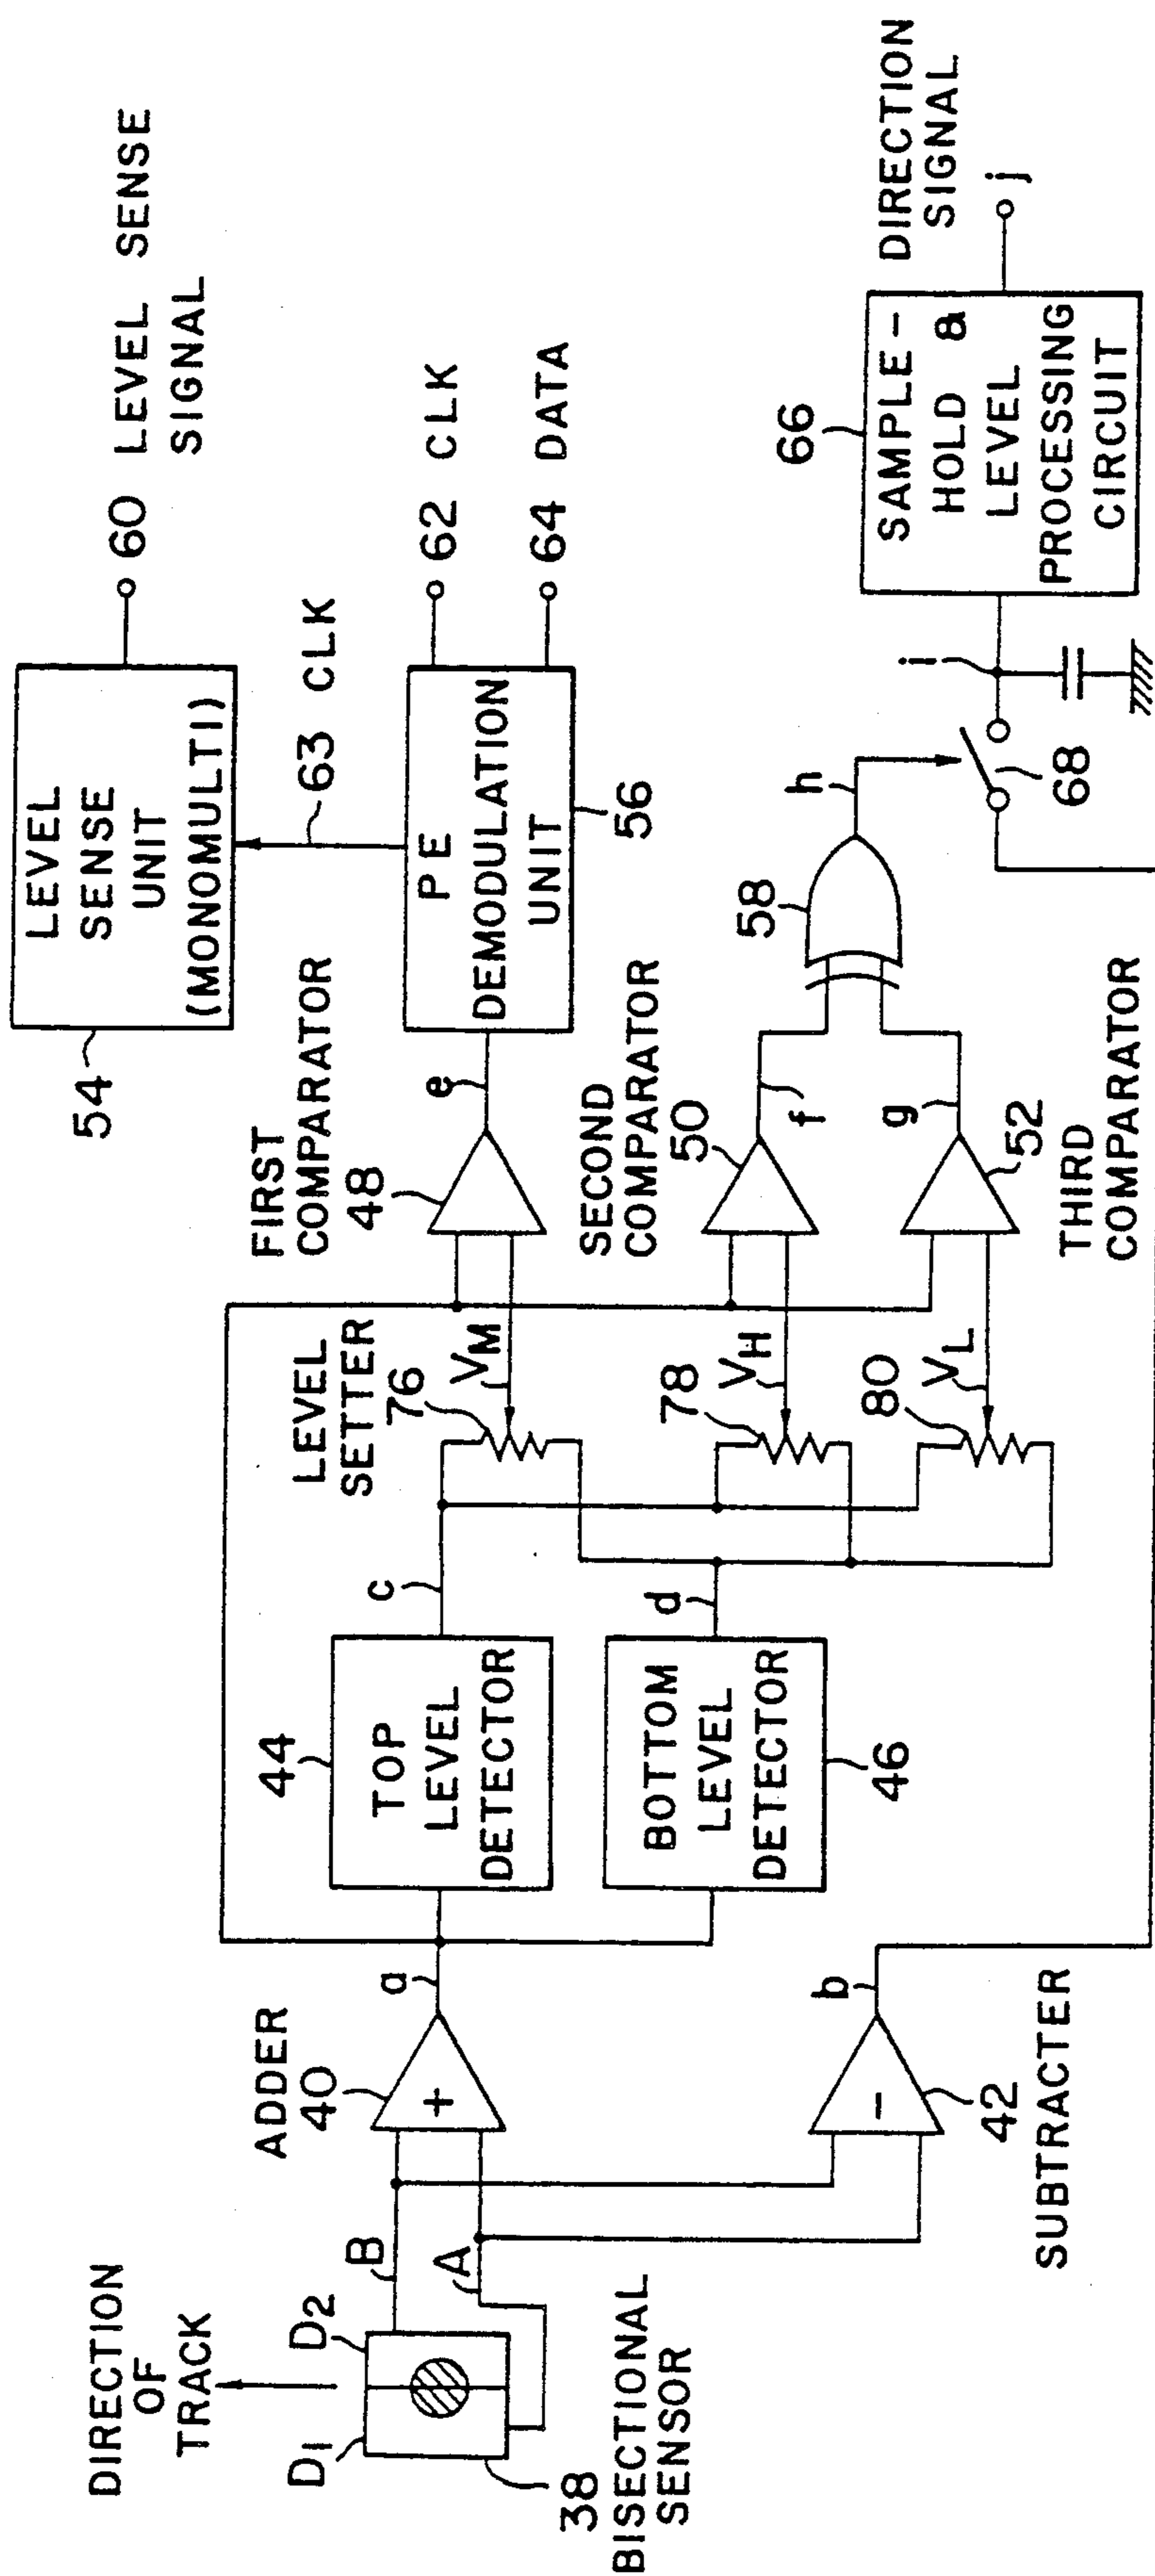 DIRECTION
OF
TRACK
D1
D2
38
BISECTIONAL
SENSOR
B
A
ADDER
40
+
a
−
b
42
SUBTRACTER
44
TOP
LEVEL
DETECTOR
c
BOTTOM
LEVEL
DETECTOR
46
d
LEVEL
SETTER
76
VM
78
VH
80
VL
FIRST
COMPARATOR
48
e
SECOND
COMPARATOR
50
f
g
52
THIRD
COMPARATOR
54
LEVEL
SENSE
UNIT
(MONOMULTI)
60 LEVEL SENSE
SIGNAL
63 CLK
PE
DEMODULATION
UNIT
56
62 CLK
64 DATA
58
h
68
i
66
SAMPLE-
HOLD &
LEVEL
PROCESSING
CIRCUIT
DIRECTION
SIGNAL
j